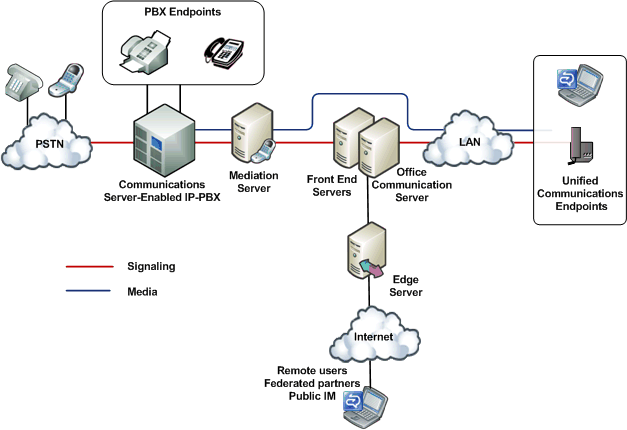 PBX Endpoints
PSTN
Communications
Server-Enabled IP-PBX
Mediation
Server
Front End
Servers
Office
Communication
Server
LAN
Unified
Communications
Endpoints
Signaling
Media
Edge
Server
Internet
Remote users
Federated partners
Public IM